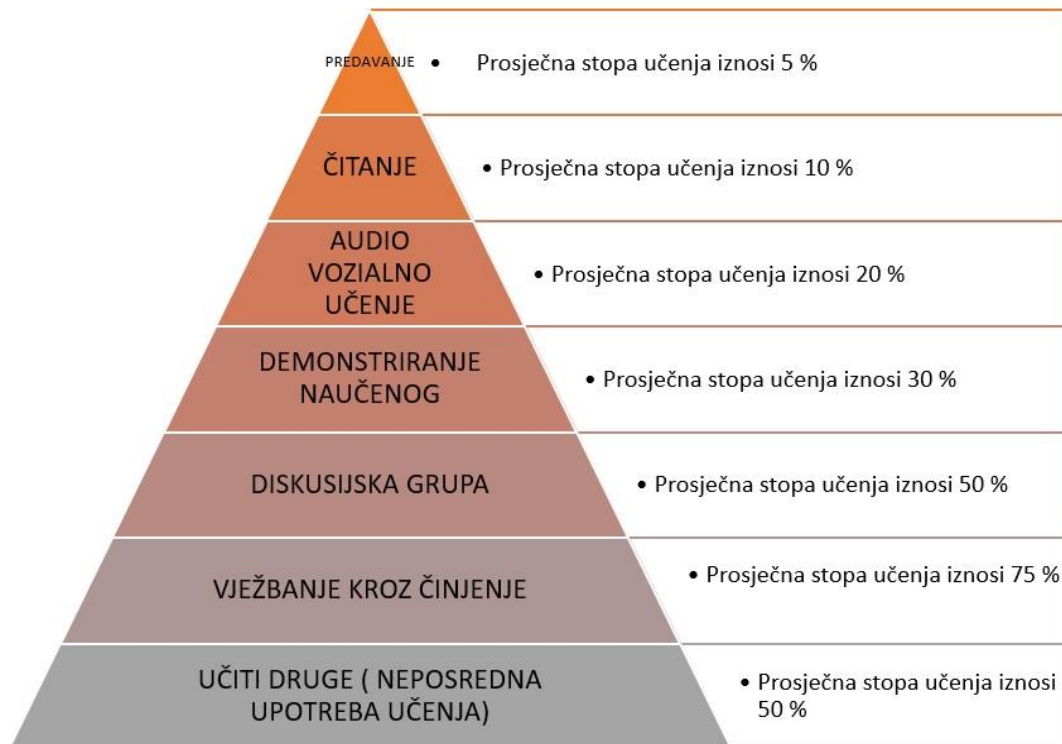 PREDAVANJE • Prosječna stopa učenja iznosi 5 %
ČITANJE • Prosječna stopa učenja iznosi 10 %
AUDIO
VOZIALNO
UČENJE
• Prosječna stopa učenja iznosi 20 %
DEMONSTRIRANJE
NAUČENOG
• Prosječna stopa učenja iznosi 30 %
DISKUSIJSKA GRUPA • Prosječna stopa učenja iznosi 50 %
VJEŽBANJE KROZ ČINJENJE • Prosječna stopa učenja iznosi 75 %
UČITI DRUGE ( NEPOSREDNA
UPOTREBA UČENJA)
• Prosječna stopa učenja iznosi
50 %